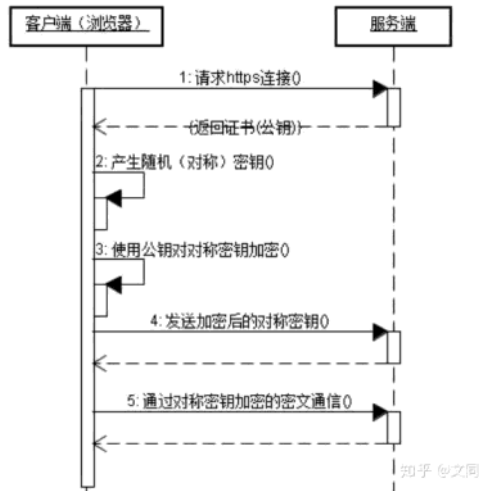 客户端（浏览器）
服务端
1: 请求https连接()
(返回证书(公钥))
2: 产生随机（对称）密钥()
3: 使用公钥对对称密钥加密()
4: 发送加密后的对称密钥()
5: 通过对称密钥加密的密文通信()
知乎 @文同